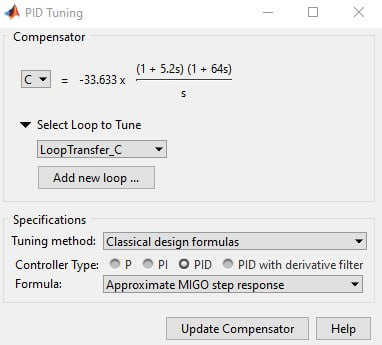 PID Tuning
Compensator
(1 + 5.2s) (1 + 64s)
C = -33.633 x
s
Select Loop to Tune
LoopTransfer_C
Add new loop ...
Specifications
Tuning method: Classical design formulas
Controller Type: P PI PID PID with derivative filter
Formula: Approximate MIGO step response
Update Compensator Help